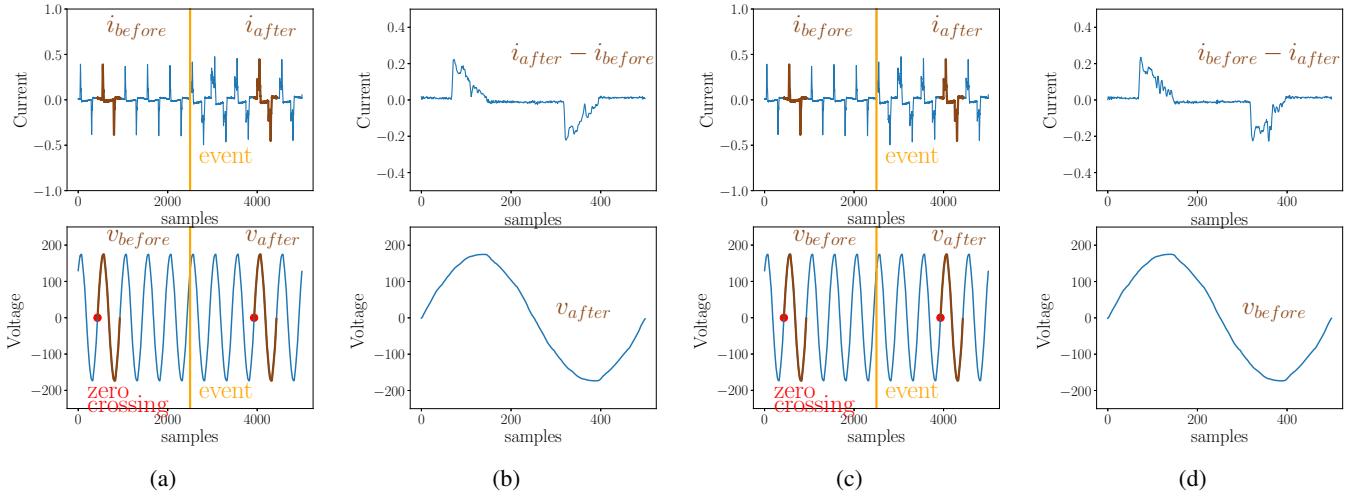 1.0
0.5
0.0
−0.5
−1.0
Current
i_before
i_after
event
0 2000 4000
samples
200
100
0
−100
−200
Voltage
v_before
v_after
zero
crossing
event
0 2000 4000
samples
(a)
0.4
0.2
0.0
−0.2
−0.4
Current
i_after − i_before
0 200 400
samples
200
100
0
−100
−200
Voltage
v_after
0 200 400
samples
(b)
1.0
0.5
0.0
−0.5
−1.0
Current
i_before
i_after
event
0 2000 4000
samples
200
100
0
−100
−200
Voltage
v_before
v_after
zero
crossing
event
0 2000 4000
samples
(c)
0.4
0.2
0.0
−0.2
−0.4
Current
i_before − i_after
0 200 400
samples
200
100
0
−100
−200
Voltage
v_before
0 200 400
samples
(d)